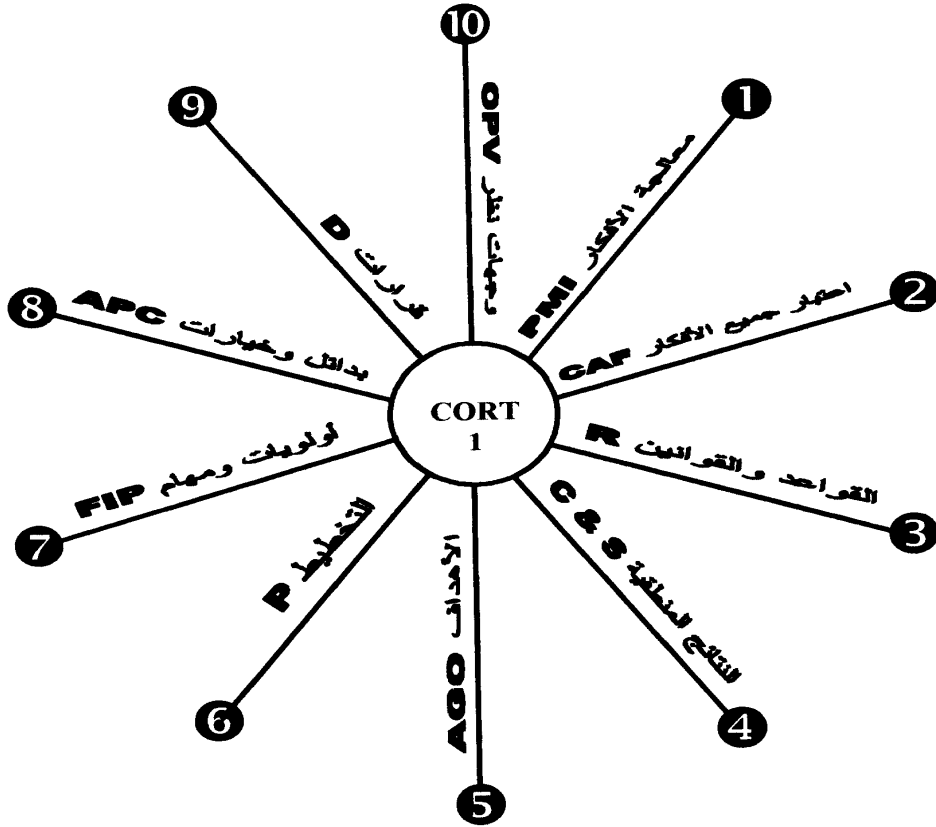 CORT
1
1
PMI معالجة الأفكار
2
CAF اعتبار جميع الأفكار
3
R القواعد والقوانين
4
C & S النتائج المنطقية
5
AGO الأهداف
6
P التخطيط
7
FIP أولويات ومهام
8
APC بدائل وخيارات
9
D قرارات
10
OPV وجهات نظر